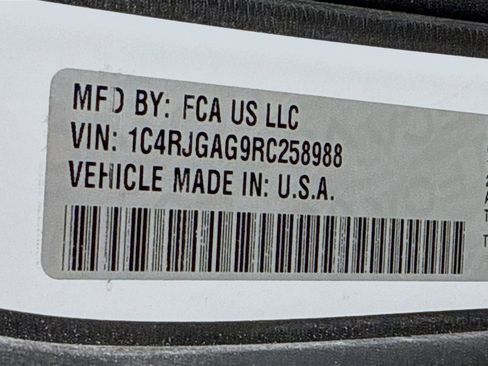 MFD BY: FCA US LLC
VIN: 1C4RJGAG9RC258988
VEHICLE MADE IN: U.S.A.